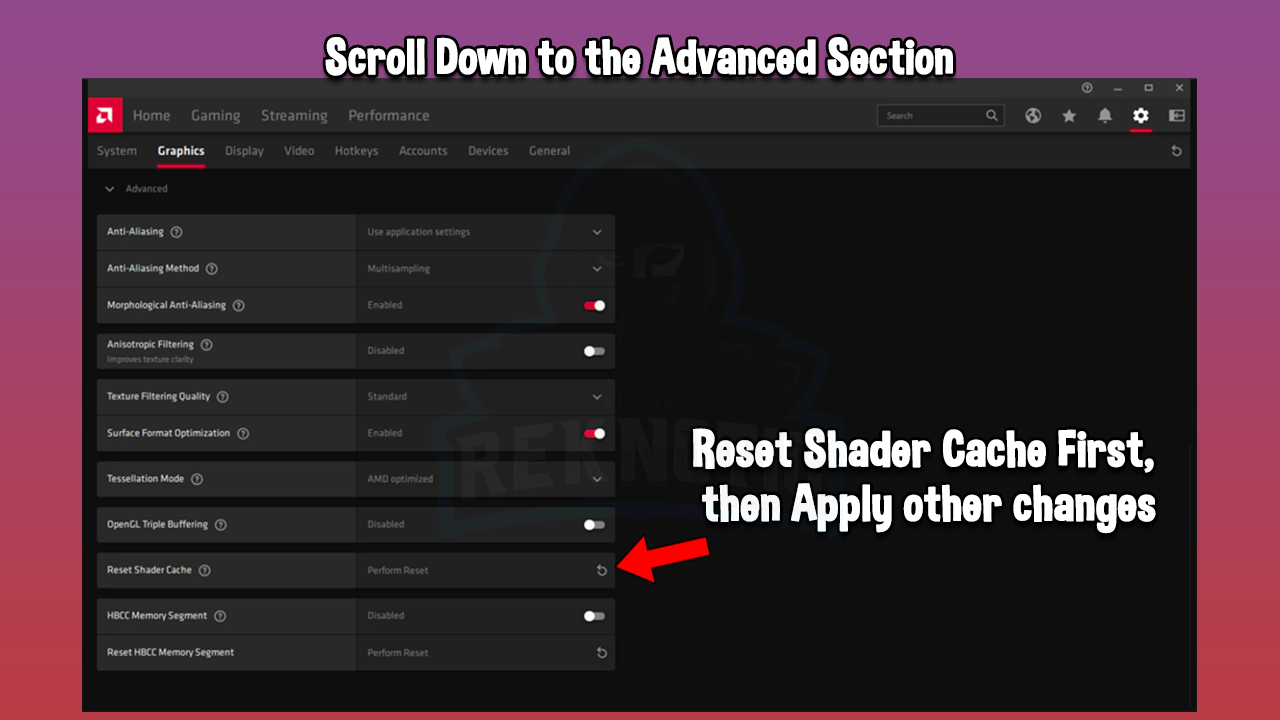 Scroll Down to the Advanced Section
Home Gaming Streaming Performance Search
System Graphics Display Video Hotkeys Accounts Devices General
Advanced
Anti-Aliasing Use application settings
Anti-Aliasing Method Multisampling
Morphological Anti-Aliasing Enabled
Anisotropic Filtering Disabled
Improves texture clarity
Texture Filtering Quality Standard
Surface Format Optimization Enabled
Reset Shader Cache First,
then Apply other changes
Tessellation Mode AMD optimized
OpenGL Triple Buffering Disabled
Reset Shader Cache Perform Reset
HBCC Memory Segment Disabled
Reset HBCC Memory Segment Perform Reset